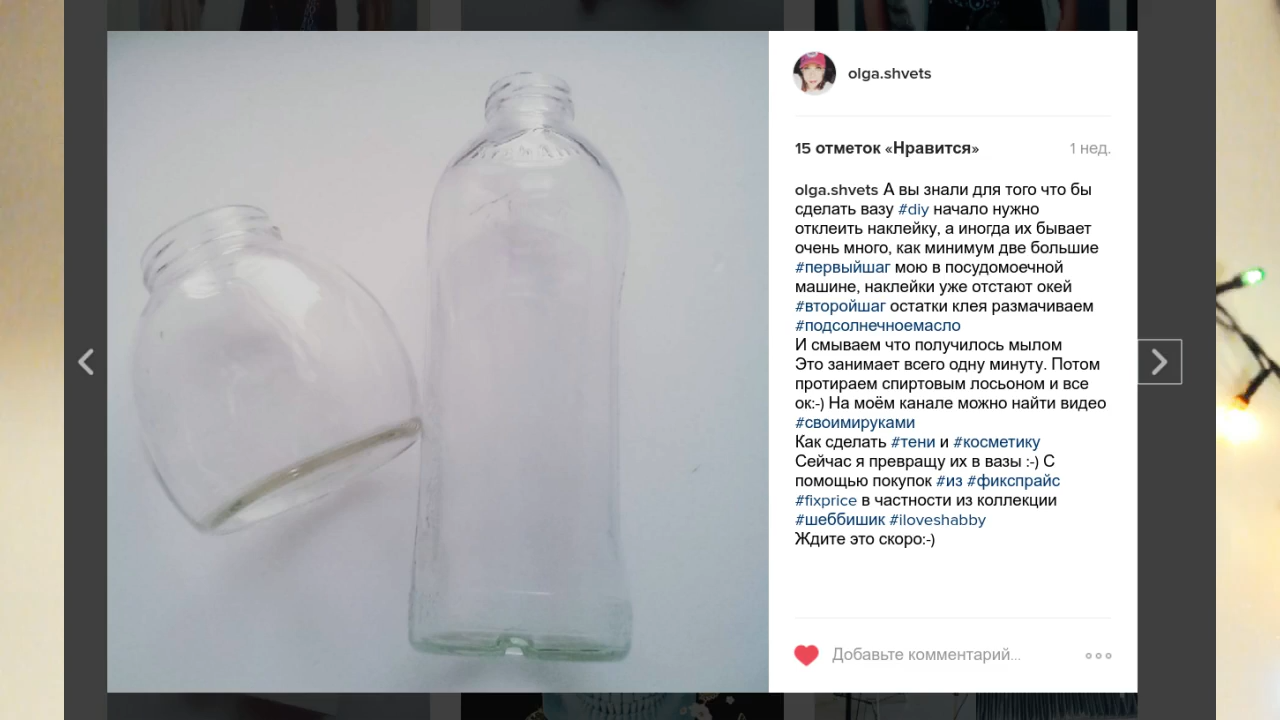 olga.shvets
15 отметок «Нравится»
1 нед.
olga.shvets А вы знали для того что бы
сделать вазу #diy начало нужно
отклеить наклейку, а иногда их бывает
очень много, как минимум две большие
#первыйшаг мою в посудомоечной
машине, наклейки уже отстают окей
#второйшаг остатки клея размачиваем
#подсолнечноемасло
И смываем что получилось мылом
Это занимает всего одну минуту. Потом
протираем спиртовым лосьоном и все
ок:-) На моём канале можно найти видео
#своимируками
Как сделать #тени и #косметику
Сейчас я превращу их в вазы :-) С
помощью покупок #из #фикспрайс
#fixprice в частности из коллекции
#шеббишик #iloveshabby
Ждите это скоро:-)
Добавьте комментарий...